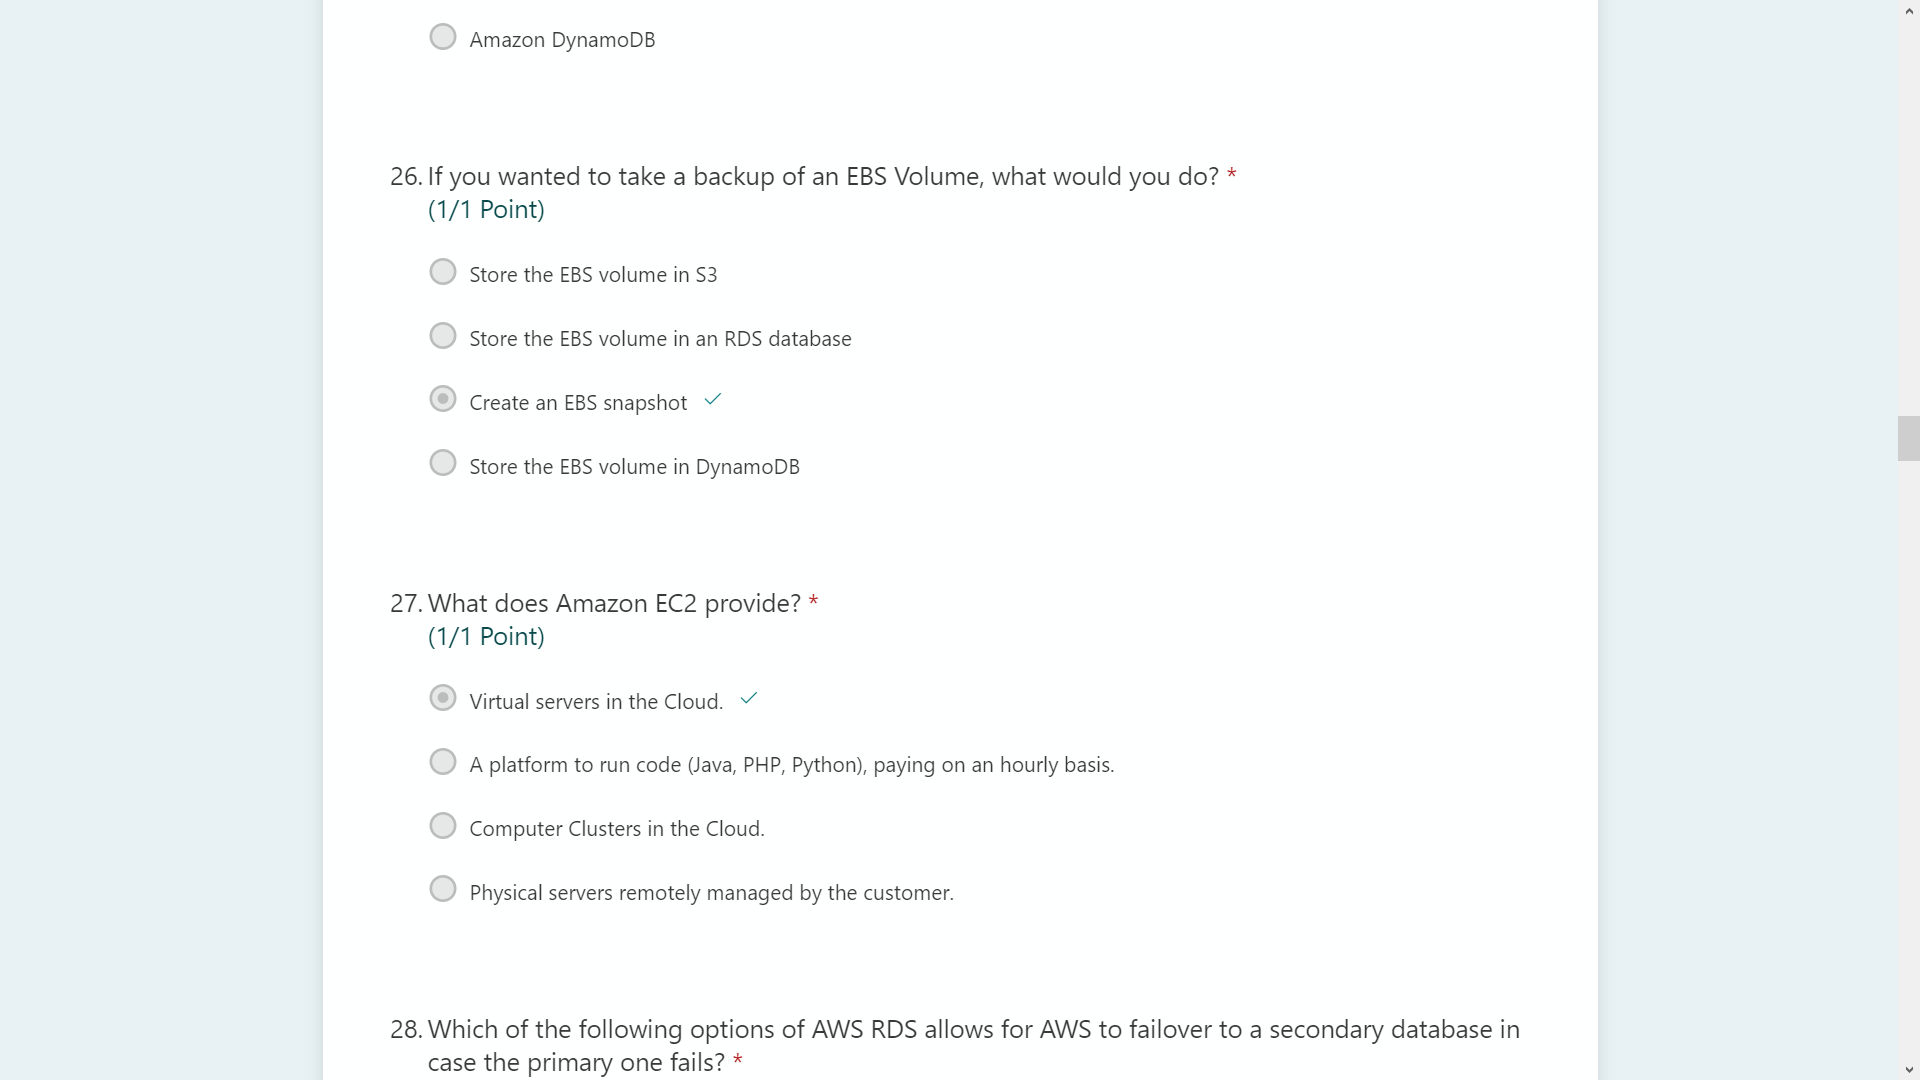 Amazon DynamoDB
26. If you wanted to take a backup of an EBS Volume, what would you do? *
(1/1 Point)
Store the EBS volume in S3
Store the EBS volume in an RDS database
Create an EBS snapshot
Store the EBS volume in DynamoDB
27. What does Amazon EC2 provide? *
(1/1 Point)
Virtual servers in the Cloud.
A platform to run code (Java, PHP, Python), paying on an hourly basis.
Computer Clusters in the Cloud.
Physical servers remotely managed by the customer.
28. Which of the following options of AWS RDS allows for AWS to failover to a secondary database in
case the primary one fails? *